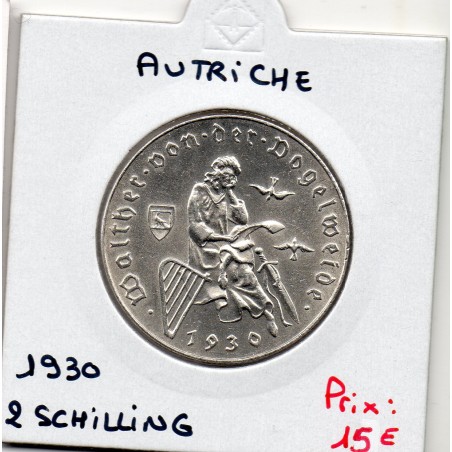 AUTRiCHE
Walther · von · der · Vogelweide ·
1930
1930
2 SCHILLING
Prix :
15€